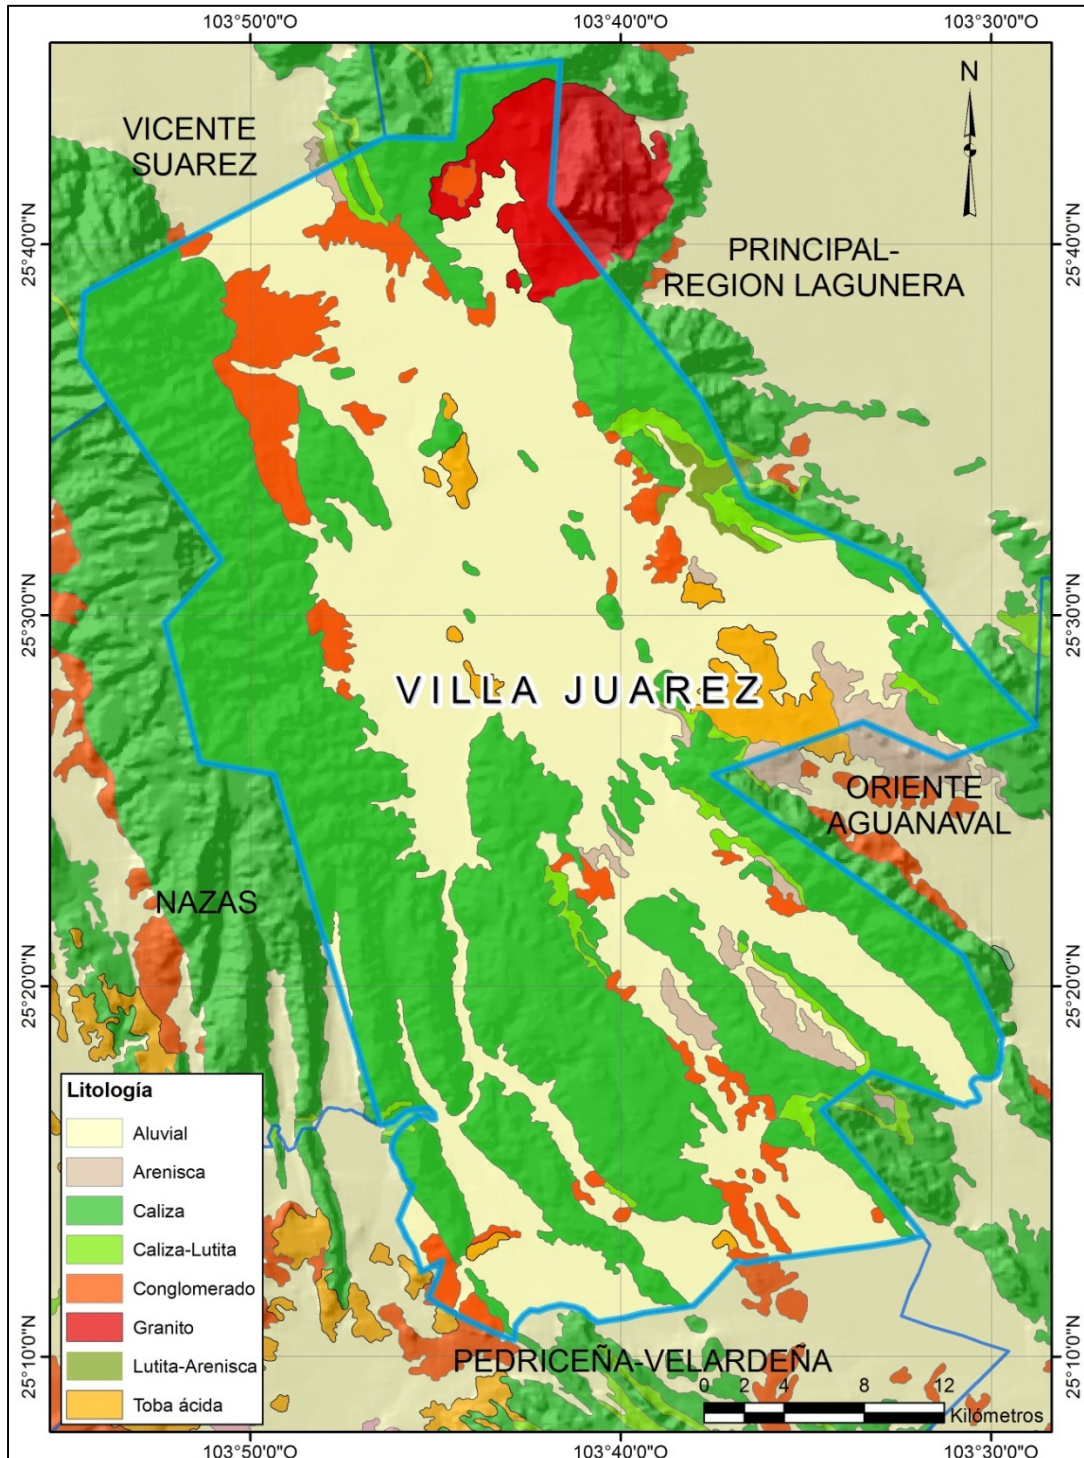 103°50'0"O 103°40'0"O 103°30'0"O
N
VICENTE
SUAREZ
25°40'0"N
25°40'0"N
PRINCIPAL-
REGION LAGUNERA
25°30'0"N
25°30'0"N
VILLA JUAREZ
ORIENTE
AGUANAVAL
NAZAS
25°20'0"N
25°20'0"N
Litología
Aluvial
Arenisca
Caliza
Caliza-Lutita
Conglomerado
Granito
Lutita-Arenisca
Toba ácida
25°10'0"N
25°10'0"N
PEDRICEÑA-VELARDEÑA
0 2 4 8 12
Kilómetros
103°50'0"O 103°40'0"O 103°30'0"O